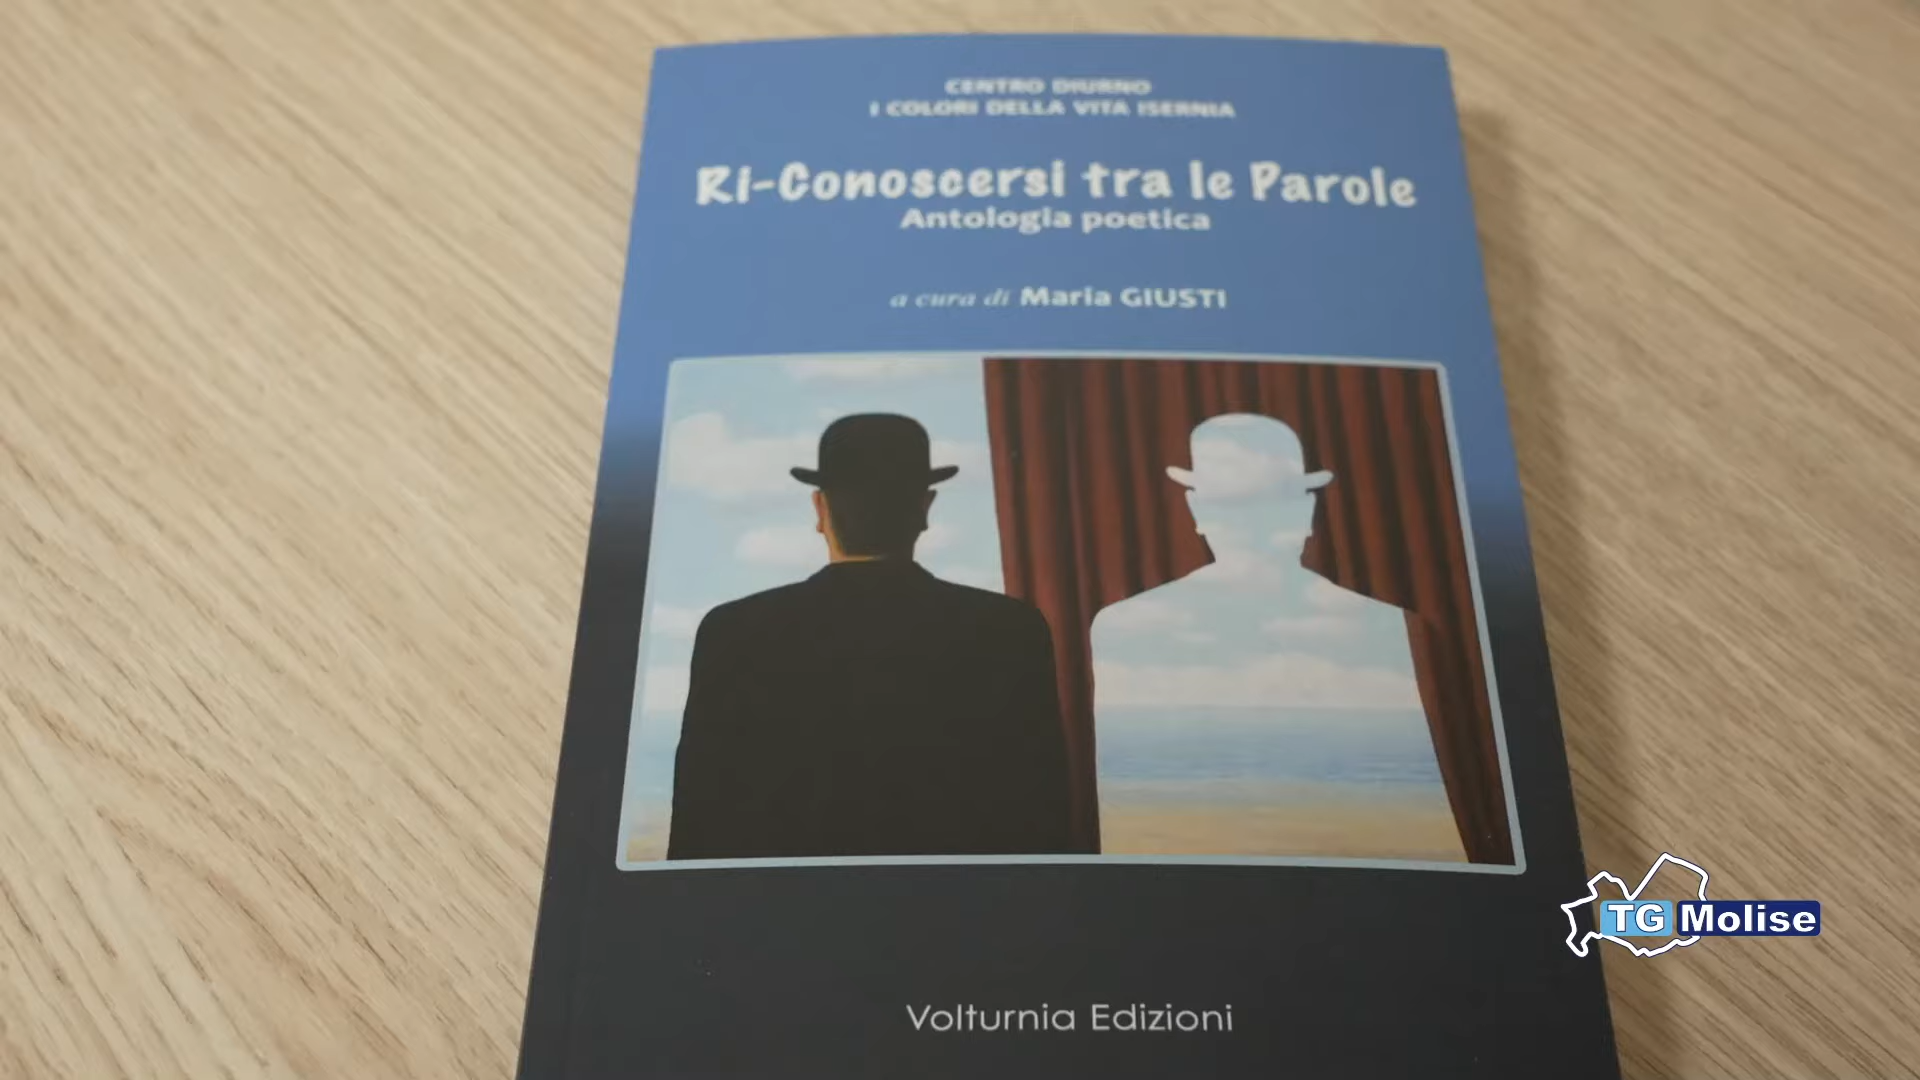 CENTRO DIURNO
I COLORI DELLA VITA ISERNIA
Ri-Conoscersi tra le Parole
Antologia poetica
a cura di Maria GIUSTI
Volturnia Edizioni
TG Molise